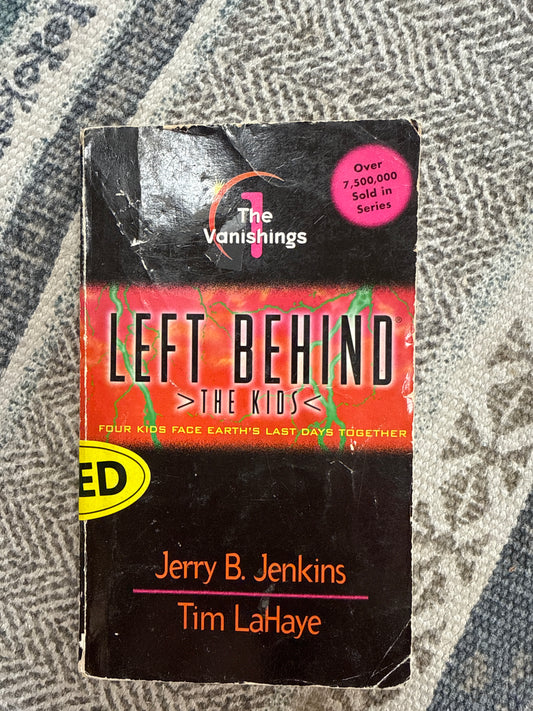 Over
7,500,000
Sold in
Series
1
The
Vanishings
LEFT BEHIND®
>THE KIDS<
FOUR KIDS FACE EARTH'S LAST DAYS TOGETHER
ED
Jerry B. Jenkins
Tim LaHaye